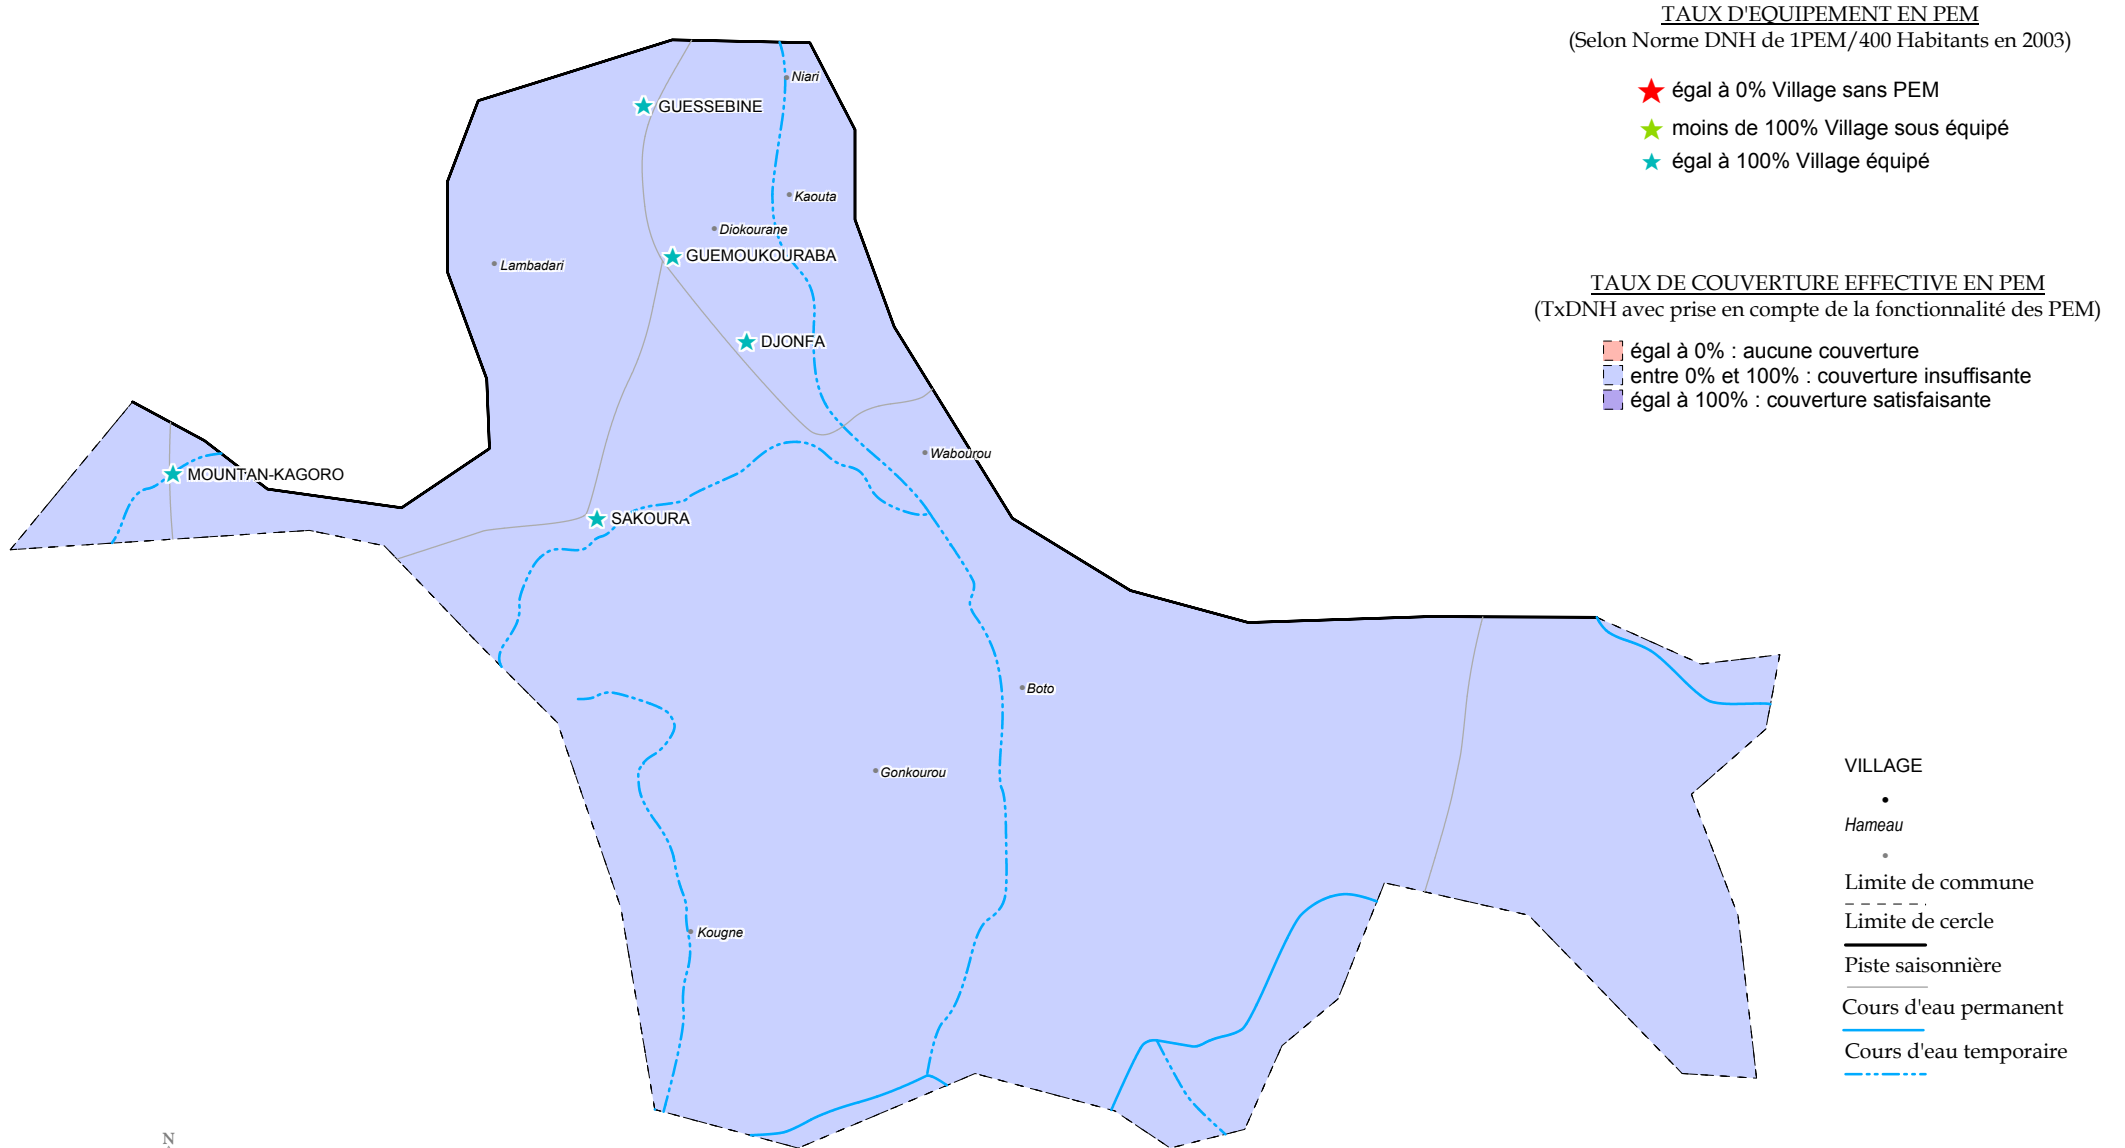 TAUX D'EQUIPEMENT EN PEM
(Selon Norme DNH de 1PEM/400 Habitants en 2003)
égal à 0% Village sans PEM
moins de 100% Village sous équipé
égal à 100% Village équipé
TAUX DE COUVERTURE EFFECTIVE EN PEM
(TxDNH avec prise en compte de la fonctionnalité des PEM)
égal à 0% : aucune couverture
entre 0% et 100% : couverture insuffisante
égal à 100% : couverture satisfaisante
Niari
GUESSEBINE
Kaouta
Diokourane
GUEMOUKOURABA
Lambadari
DJONFA
Wabourou
MOUNTAN-KAGORO
SAKOURA
Boto
Gonkourou
Kougne
VILLAGE
Hameau
Limite de commune
Limite de cercle
Piste saisonnière
Cours d'eau permanent
Cours d'eau temporaire
N